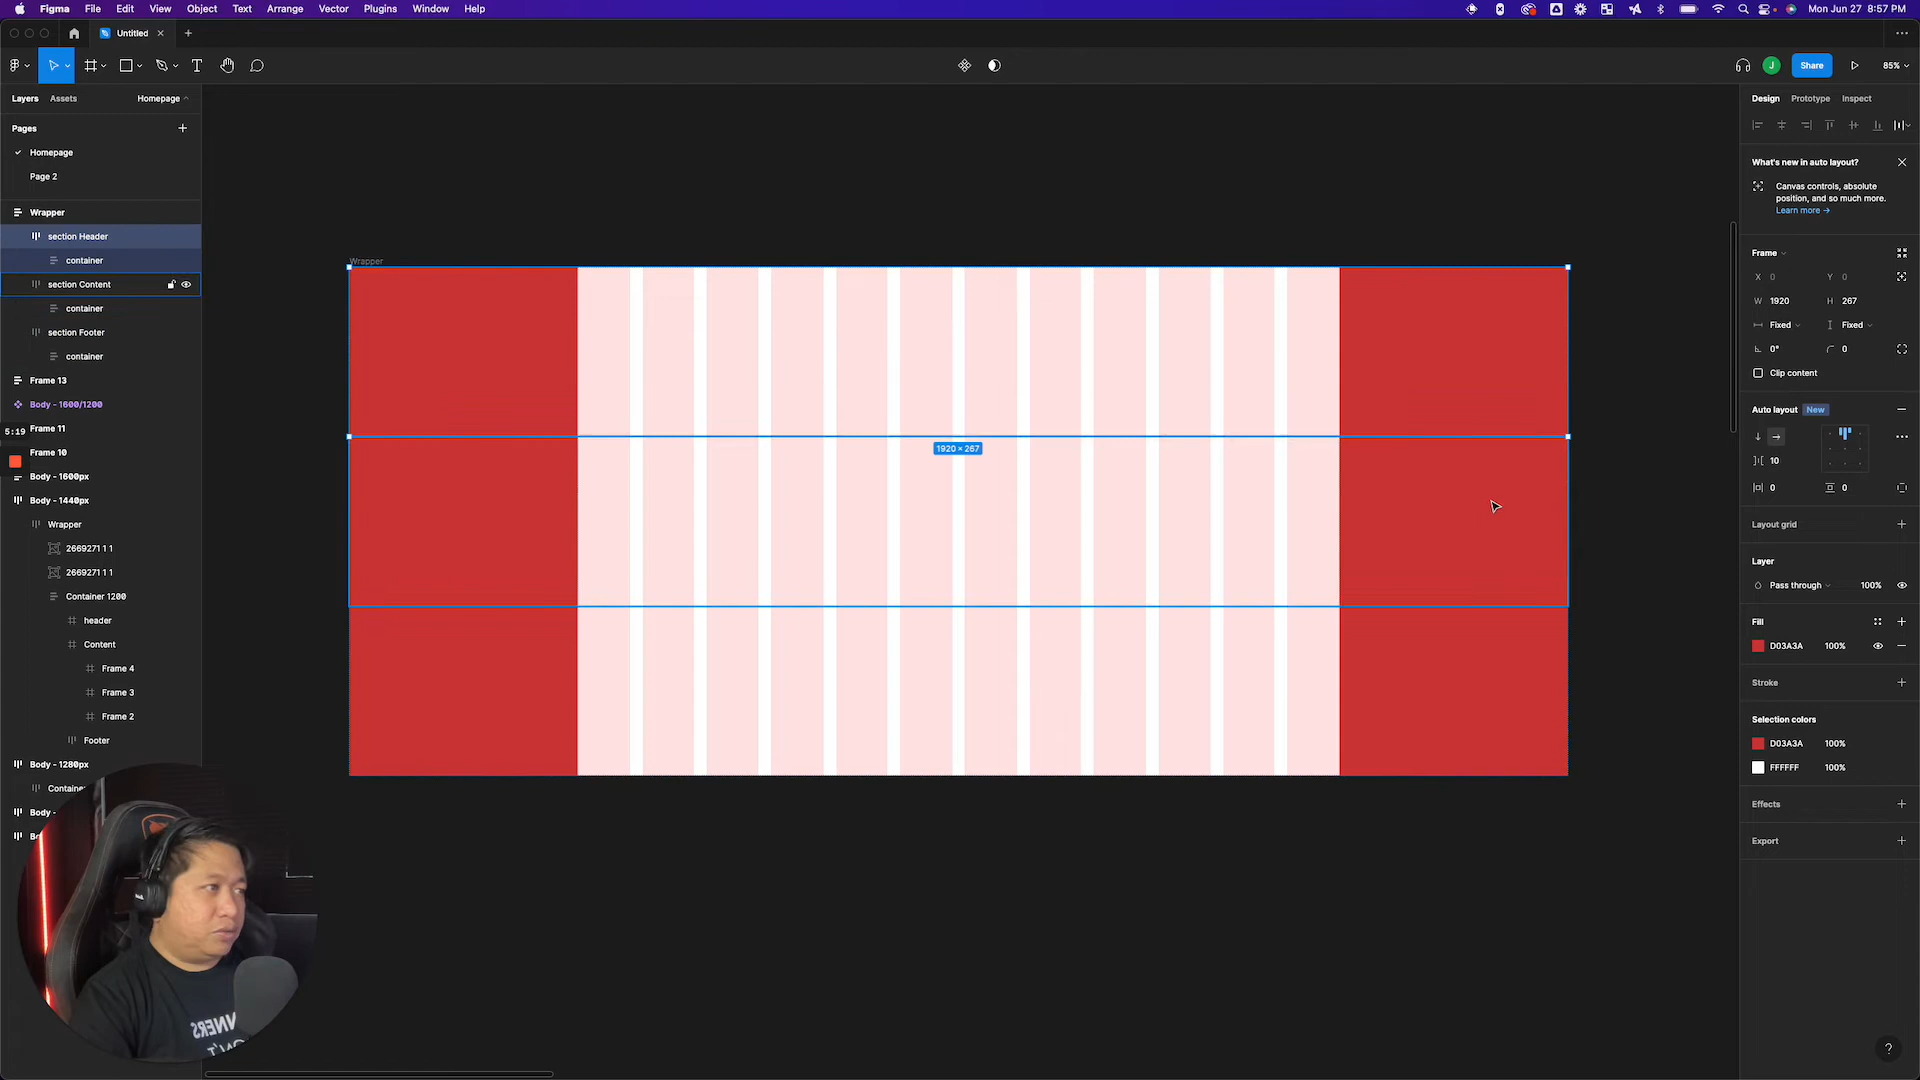 Figma File Edit View Object Text Arrange Vector Plugins Window Help
Mon Jun 27 8:57 PM
Untitled
J
Share
85%
Layers Assets Homepage
Pages
Homepage
Page 2
Wrapper
section Header
container
section Content
container
section Footer
container
Frame 13
Body - 1600/1200
5:19
Frame 11
Frame 10
Body - 1600px
Body - 1440px
Wrapper
2669271 1 1
2669271 1 1
Container 1200
header
Content
Frame 4
Frame 3
Frame 2
Footer
Body - 1280px
Wrapper
1920 × 267
Design Prototype Inspect
What's new in auto layout?
Canvas controls, absolute
position, and so much more.
Learn more →
Frame
X 0 Y 0
W 1920 H 267
Fixed Fixed
0° 0
Clip content
Auto layout New
10
0 0
Layout grid
Layer
Pass through 100%
Fill
D03A3A 100%
Stroke
Selection colors
D03A3A 100%
FFFFFF 100%
Effects
Export
?